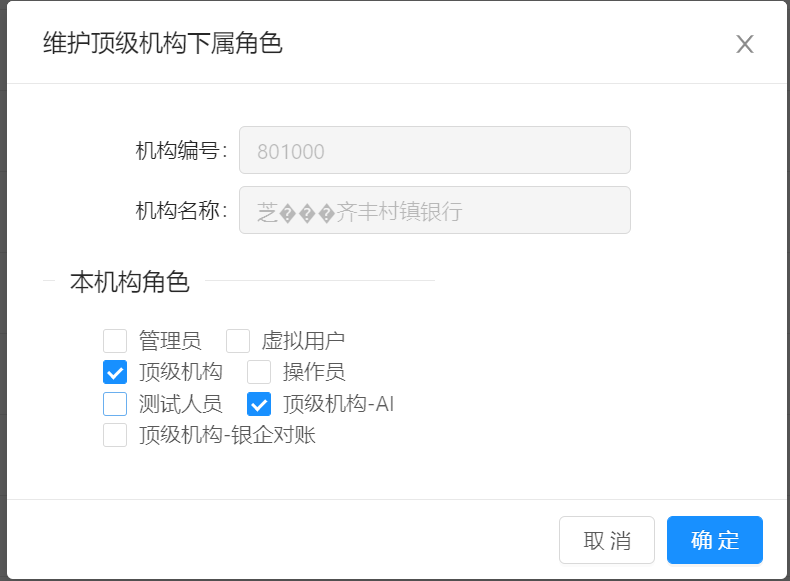 维护顶级机构下属角色
机构编号: 801000
机构名称: 芝���齐丰村镇银行
本机构角色
管理员 虚拟用户
顶级机构 操作员
测试人员 顶级机构-AI
顶级机构-银企对账
取 消 确 定